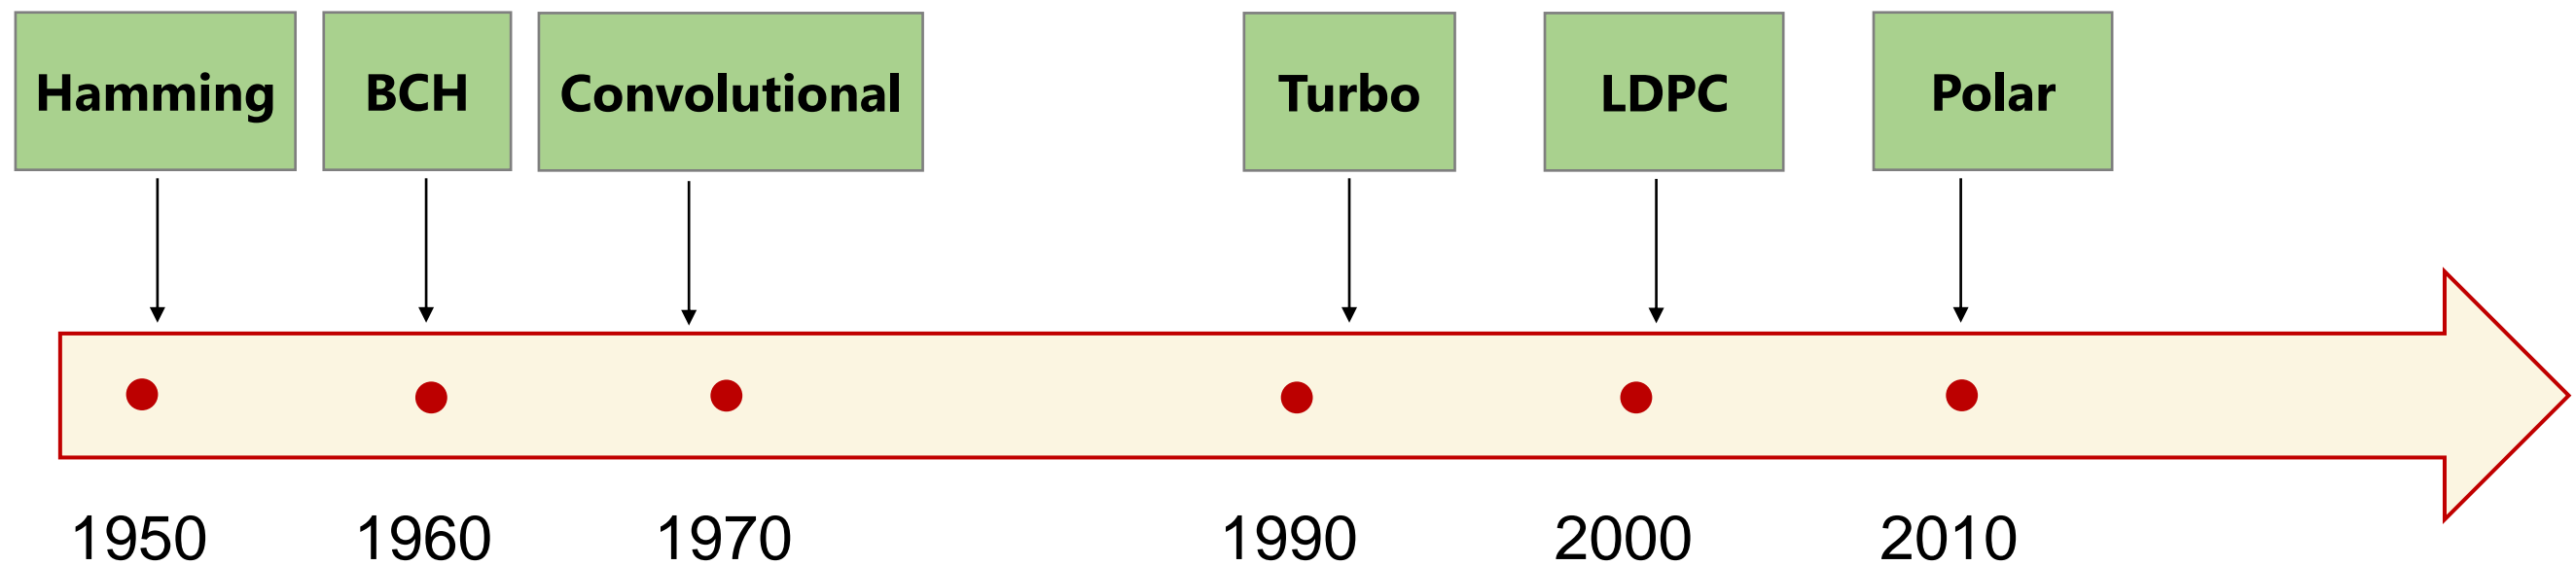 Hamming
BCH
Convolutional
Turbo
LDPC
Polar
1950
1960
1970
1990
2000
2010